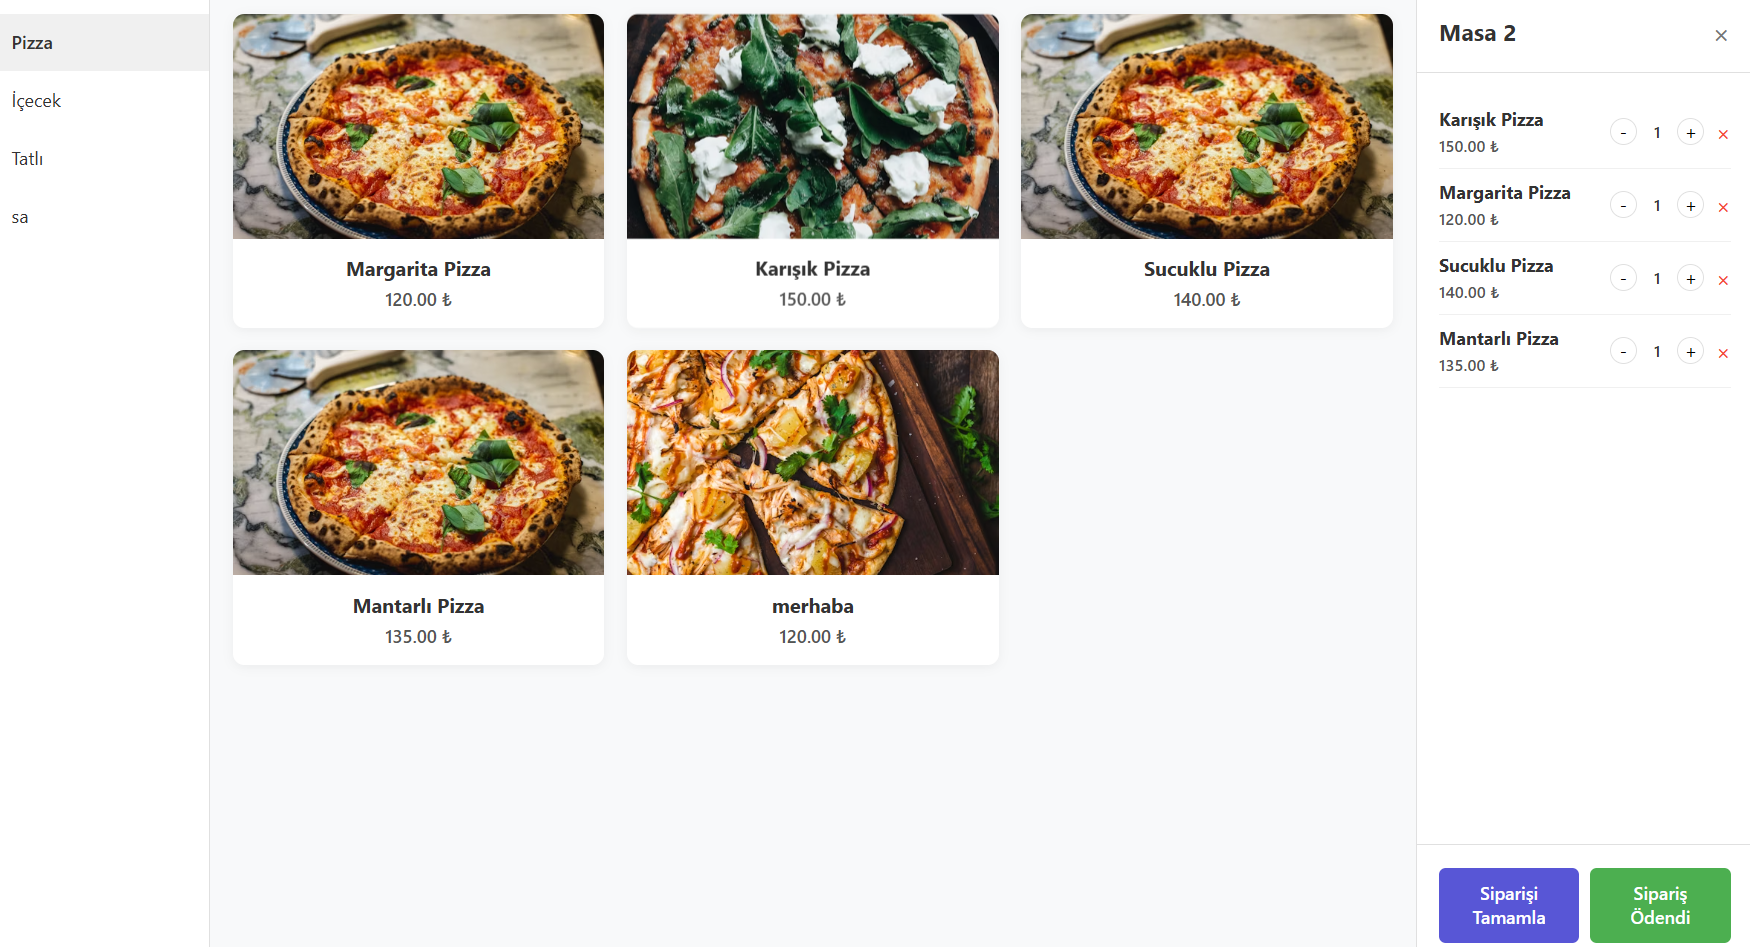 Pizza
İçecek
Tatlı
sa
Margarita Pizza
120.00 ₺
Karışık Pizza
150.00 ₺
Sucuklu Pizza
140.00 ₺
Mantarlı Pizza
135.00 ₺
merhaba
120.00 ₺
Masa 2 ×
Karışık Pizza
150.00 ₺
- 1 + ×
Margarita Pizza
120.00 ₺
- 1 + ×
Sucuklu Pizza
140.00 ₺
- 1 + ×
Mantarlı Pizza
135.00 ₺
- 1 + ×
Siparişi
Tamamla
Sipariş
Ödendi